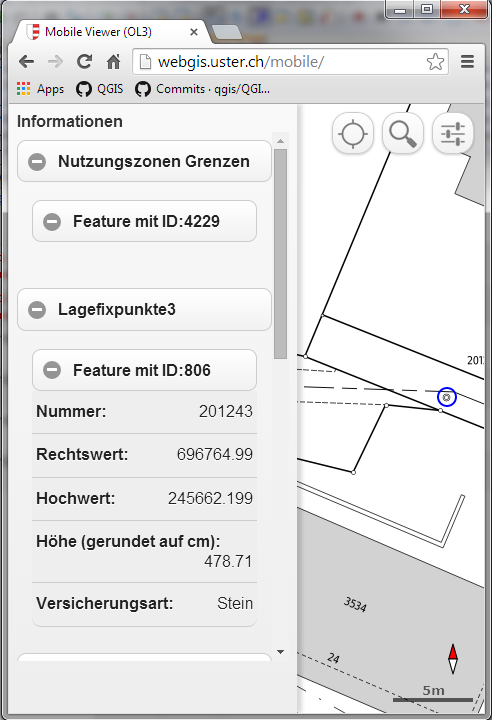 Mobile Viewer (OL3)
webgis.uster.ch/mobile/
Apps QGIS Commits · qgis/QGI...
Informationen
Nutzungszonen Grenzen
Feature mit ID:4229
Lagefixpunkte3
Feature mit ID:806
Nummer: 201243
Rechtswert: 696764.99
Hochwert: 245662.199
Höhe (gerundet auf cm):
478.71
Versicherungsart: Stein
201
3534
24
5m